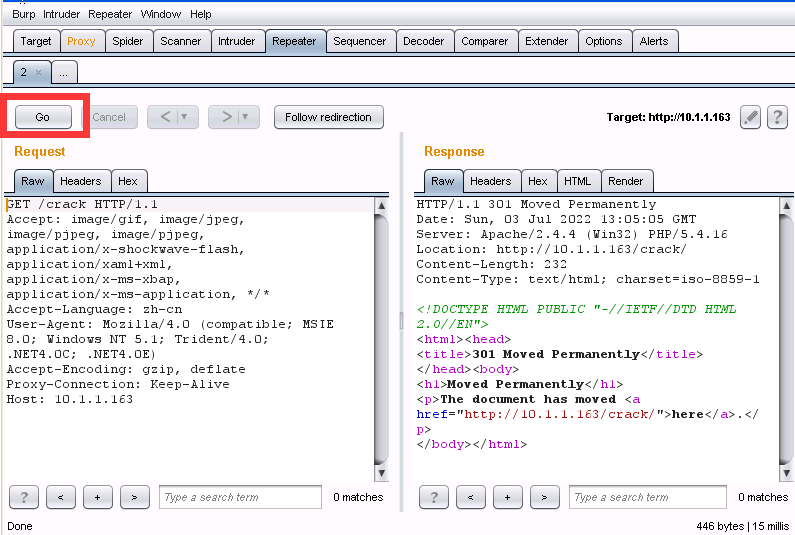 Burp Intruder Repeater Window Help
Target Proxy Spider Scanner Intruder Repeater Sequencer Decoder Comparer Extender Options Alerts
2 × ...
Go Cancel < > Follow redirection Target: http://10.1.1.163 ?
Request
Raw Headers Hex
GET /crack HTTP/1.1
Accept: image/gif, image/jpeg,
image/pjpeg, image/pjpeg,
application/x-shockwave-flash,
application/xaml+xml,
application/x-ms-xbap,
application/x-ms-application, */*
Accept-Language: zh-cn
User-Agent: Mozilla/4.0 (compatible; MSIE
8.0; Windows NT 5.1; Trident/4.0;
.NET4.0C; .NET4.0E)
Accept-Encoding: gzip, deflate
Proxy-Connection: Keep-Alive
Host: 10.1.1.163
? < + > Type a search term 0 matches
Response
Raw Headers Hex HTML Render
HTTP/1.1 301 Moved Permanently
Date: Sun, 03 Jul 2022 13:05:05 GMT
Server: Apache/2.4.4 (Win32) PHP/5.4.16
Location: http://10.1.1.163/crack/
Content-Length: 232
Content-Type: text/html; charset=iso-8859-1
<!DOCTYPE HTML PUBLIC "-//IETF//DTD HTML
2.0//EN">
<html><head>
<title>301 Moved Permanently</title>
</head><body>
<h1>Moved Permanently</h1>
<p>The document has moved <a
href="http://10.1.1.163/crack/">here</a>.</
p>
</body></html>
? < + > Type a search term 0 matches
Done 446 bytes | 15 millis